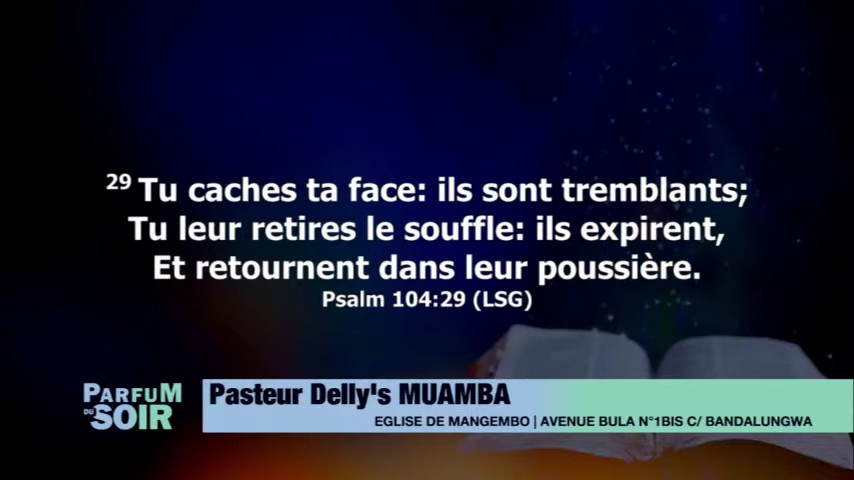 29 Tu caches ta face: ils sont tremblants;
Tu leur retires le souffle: ils expirent,
Et retournent dans leur poussière.
Psalm 104:29 (LSG)
PARFUM
DU SOIR
Pasteur Delly's MUAMBA
EGLISE DE MANGEMBO | AVENUE BULA N°1BIS C/ BANDALUNGWA